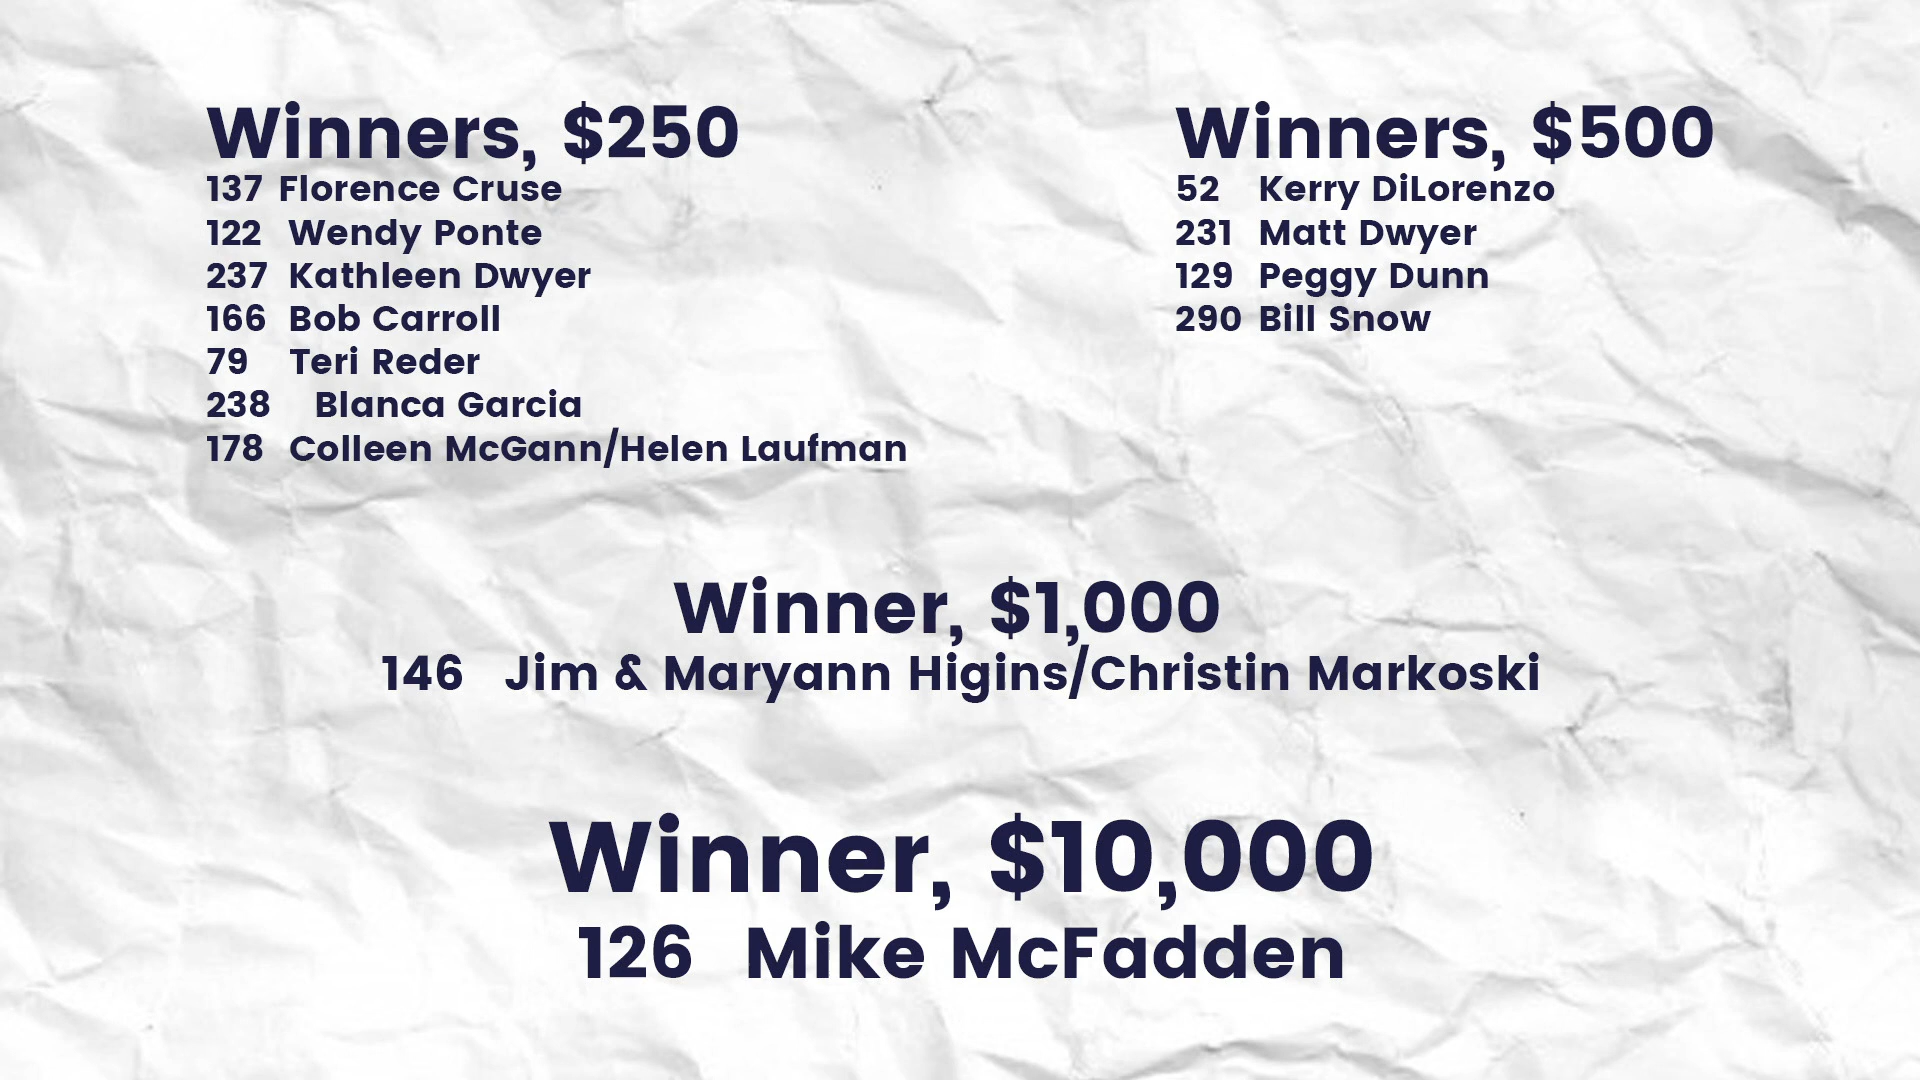 Winners, $250
137 Florence Cruse
122 Wendy Ponte
237 Kathleen Dwyer
166 Bob Carroll
79 Teri Reder
238 Blanca Garcia
178 Colleen McGann/Helen Laufman
Winners, $500
52 Kerry DiLorenzo
231 Matt Dwyer
129 Peggy Dunn
290 Bill Snow
Winner, $1,000
146 Jim & Maryann Higins/Christin Markoski
Winner, $10,000
126 Mike McFadden